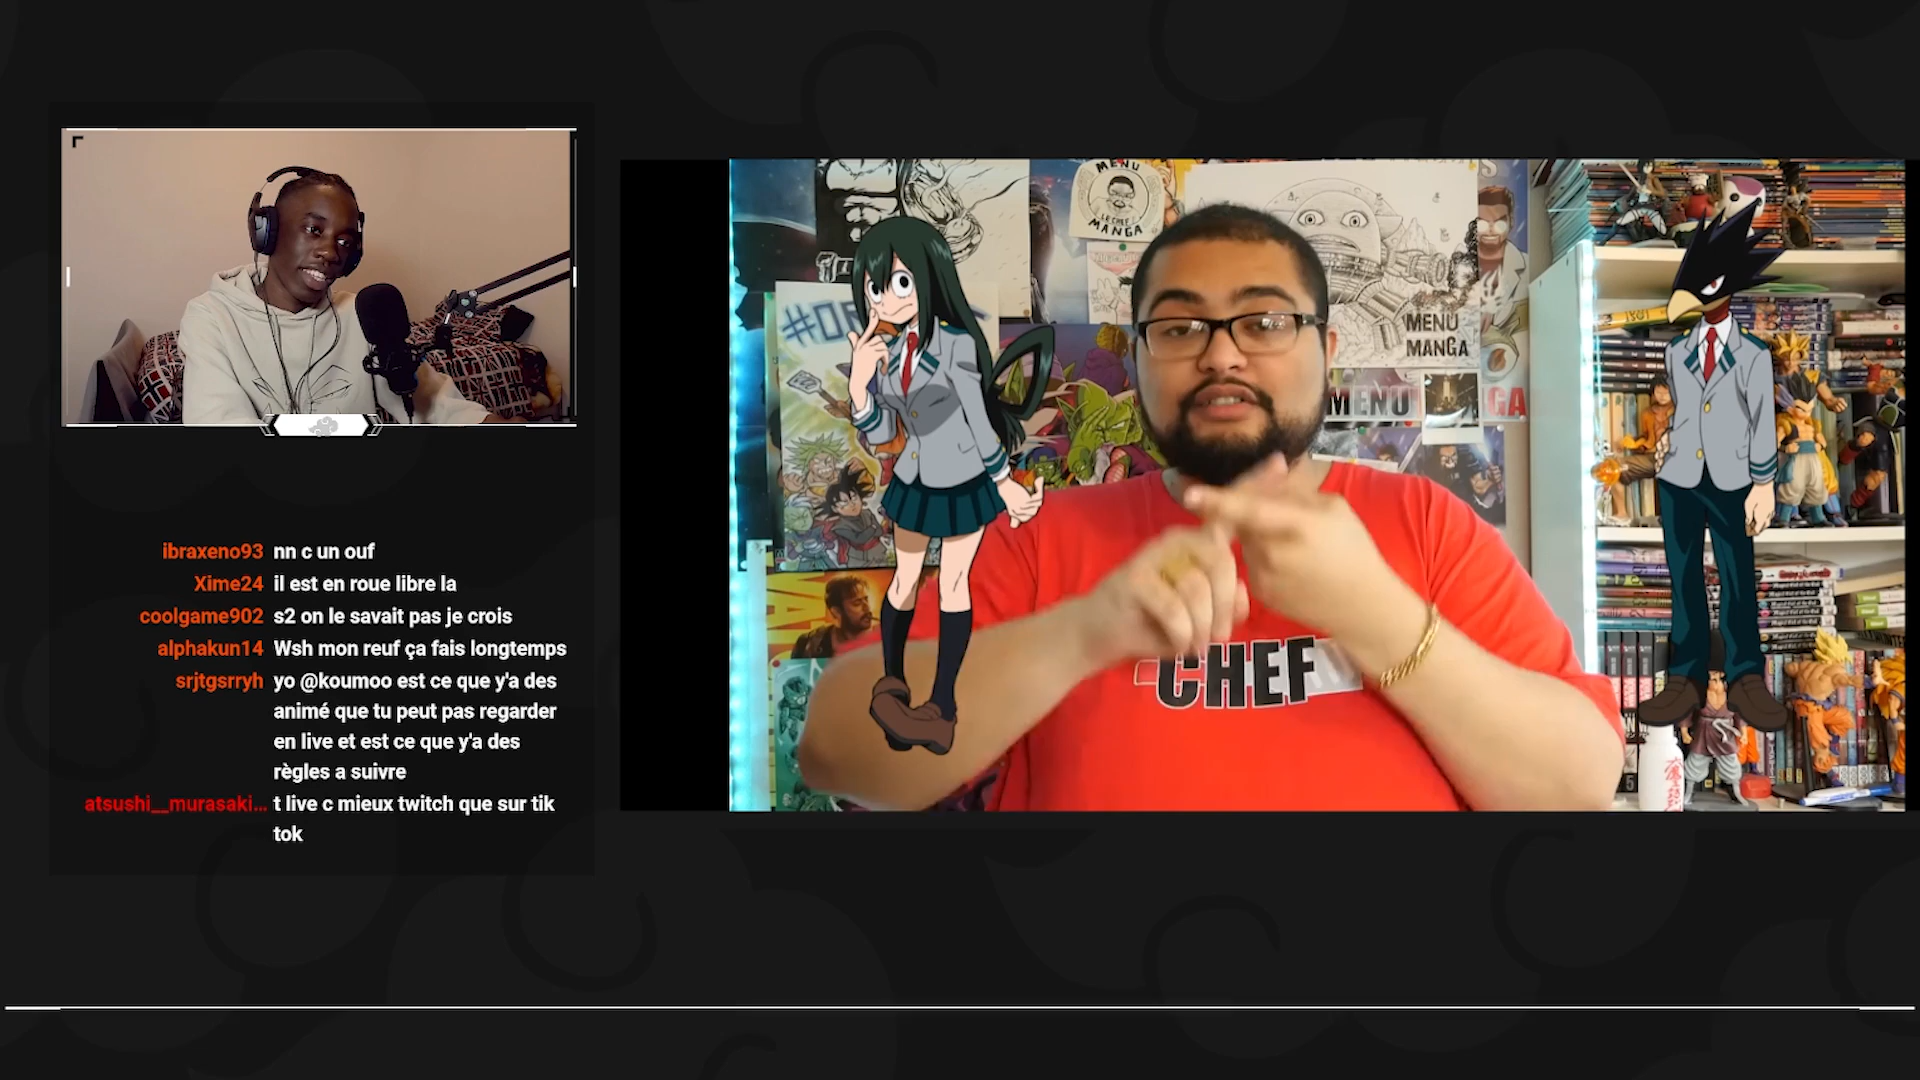 ibraxeno93 nn c un ouf
Xime24 il est en roue libre la
coolgame902 s2 on le savait pas je crois
alphakun14 Wsh mon reuf ça fais longtemps
srjtgsrryh yo @koumoo est ce que y'a des
animé que tu peut pas regarder
en live et est ce que y'a des
règles a suivre
atsushi__murasaki... t live c mieux twitch que sur tik
tok
MENU
LE CHEF
MANGA
MENU
MANGA
MENU
GA
CHEF